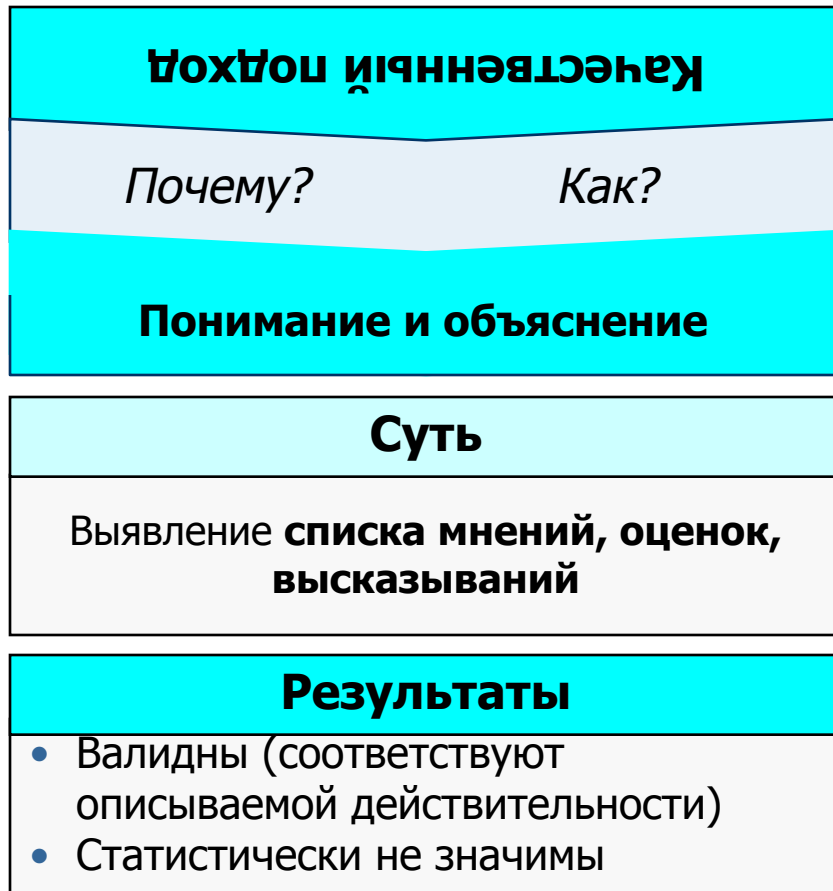 Качественный подход
Почему? Как?
Понимание и объяснение
Суть
Выявление списка мнений, оценок,
высказываний
Результаты
• Валидны (соответствуют
описываемой действительности)
• Статистически не значимы